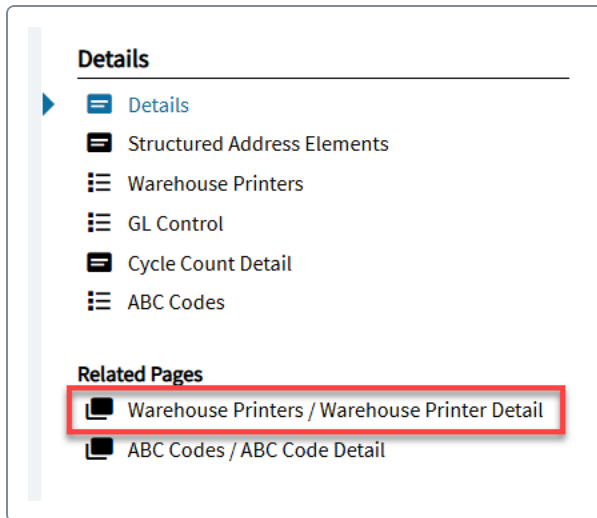 Details
Details
Structured Address Elements
Warehouse Printers
GL Control
Cycle Count Detail
ABC Codes
Related Pages
Warehouse Printers / Warehouse Printer Detail
ABC Codes / ABC Code Detail